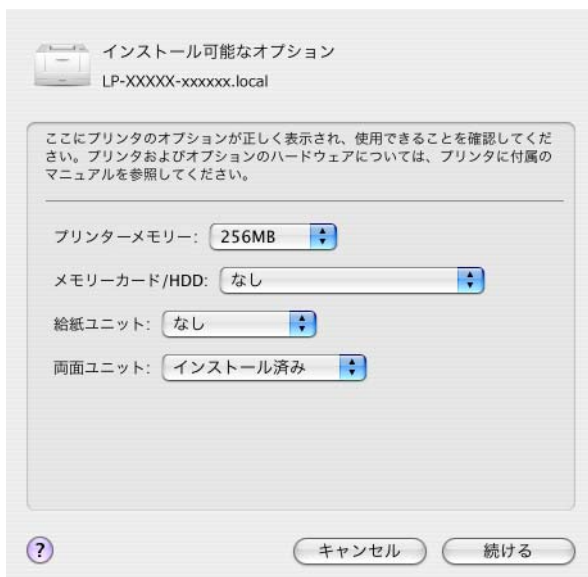 インストール可能なオプション
LP-XXXXX-xxxxxx.local
ここにプリンタのオプションが正しく表示され、使用できることを確認してくだ
さい。プリンタおよびオプションのハードウェアについては、プリンタに付属の
マニュアルを参照してください。
プリンターメモリー: 256MB
メモリーカード/HDD: なし
給紙ユニット: なし
両面ユニット: インストール済み
? キャンセル 続ける